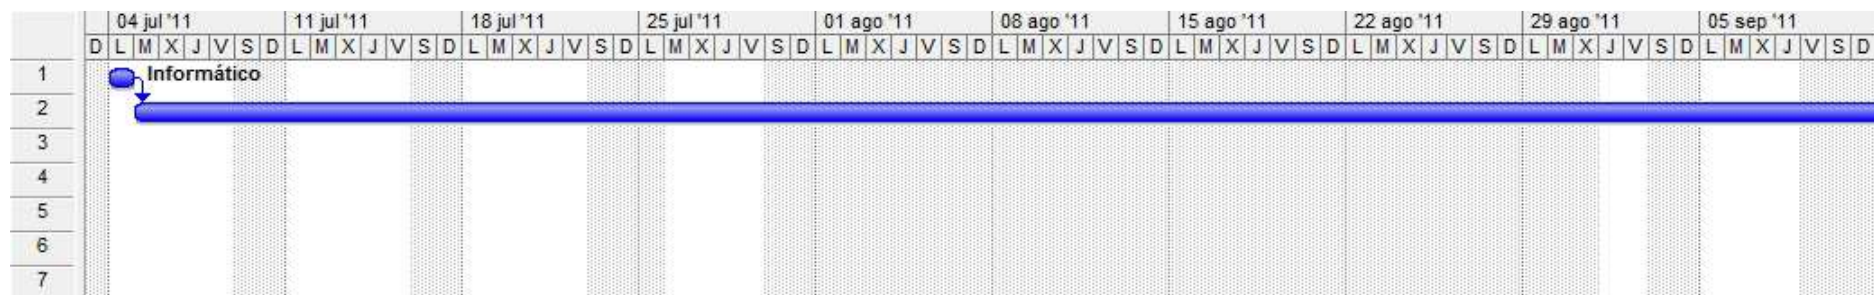 04 jul '11 11 jul '11 18 jul '11 25 jul '11 01 ago '11 08 ago '11 15 ago '11 22 ago '11 29 ago '11 05 sep '11
D L M X J V S D L M X J V S D L M X J V S D L M X J V S D L M X J V S D L M X J V S D L M X J V S D L M X J V S D L M X J V S D L M X J V S D
1 Informático
2
3
4
5
6
7